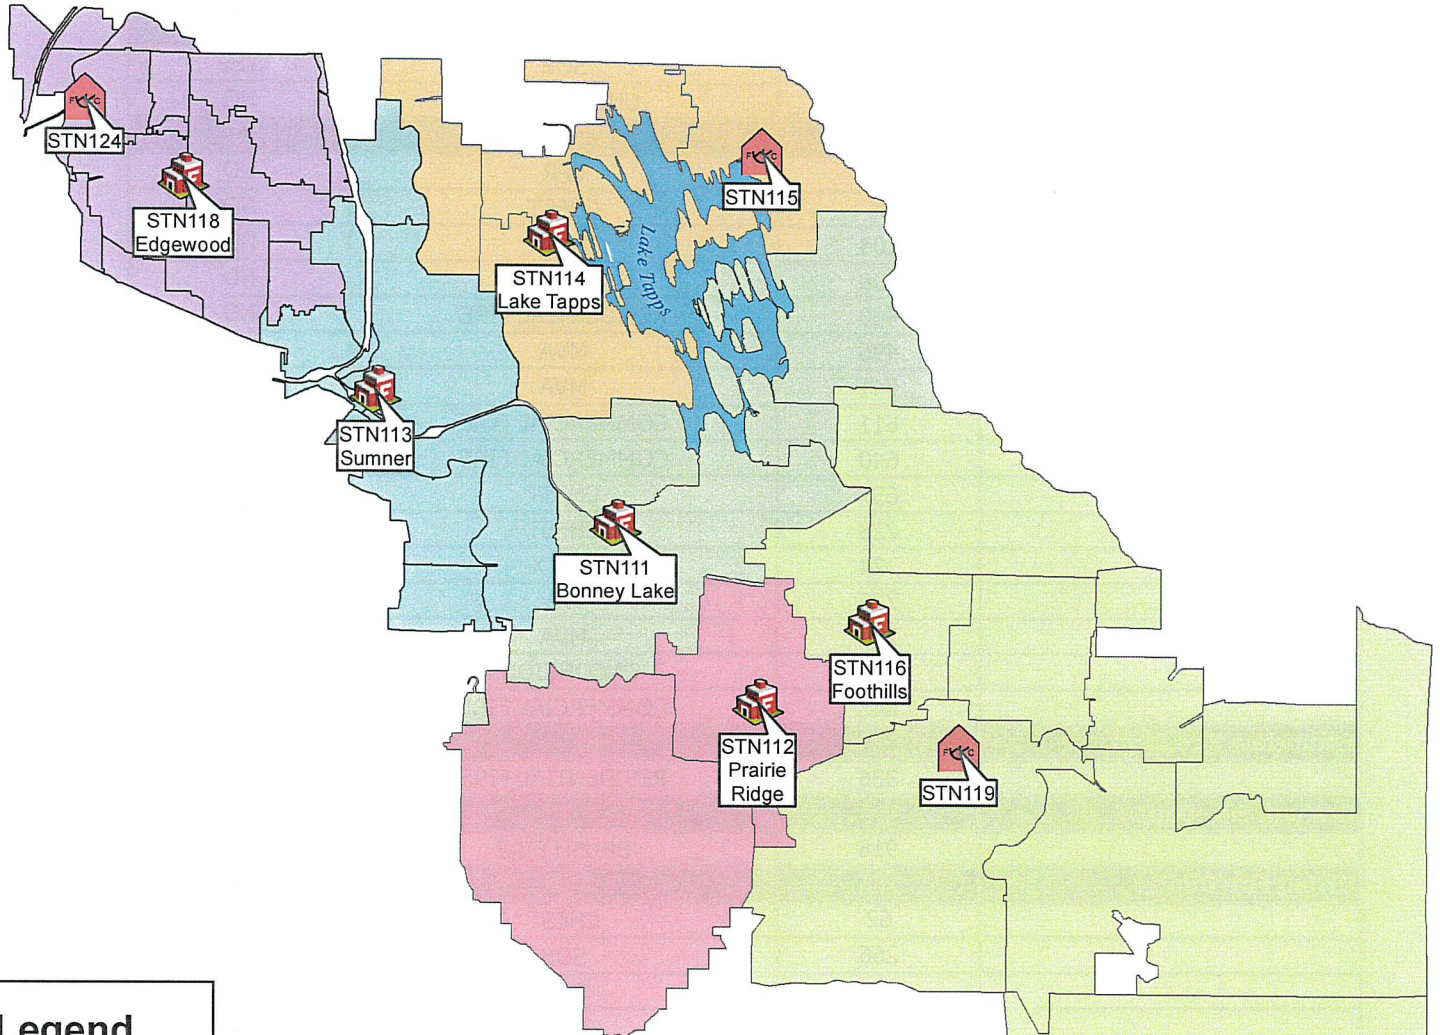 STN124
STN118
Edgewood
STN115
STN114
Lake Tapps
Lake Tapps
STN113
Sumner
STN111
Bonney Lake
STN116
Foothills
STN112
Prairie
Ridge
STN119
?
Legend